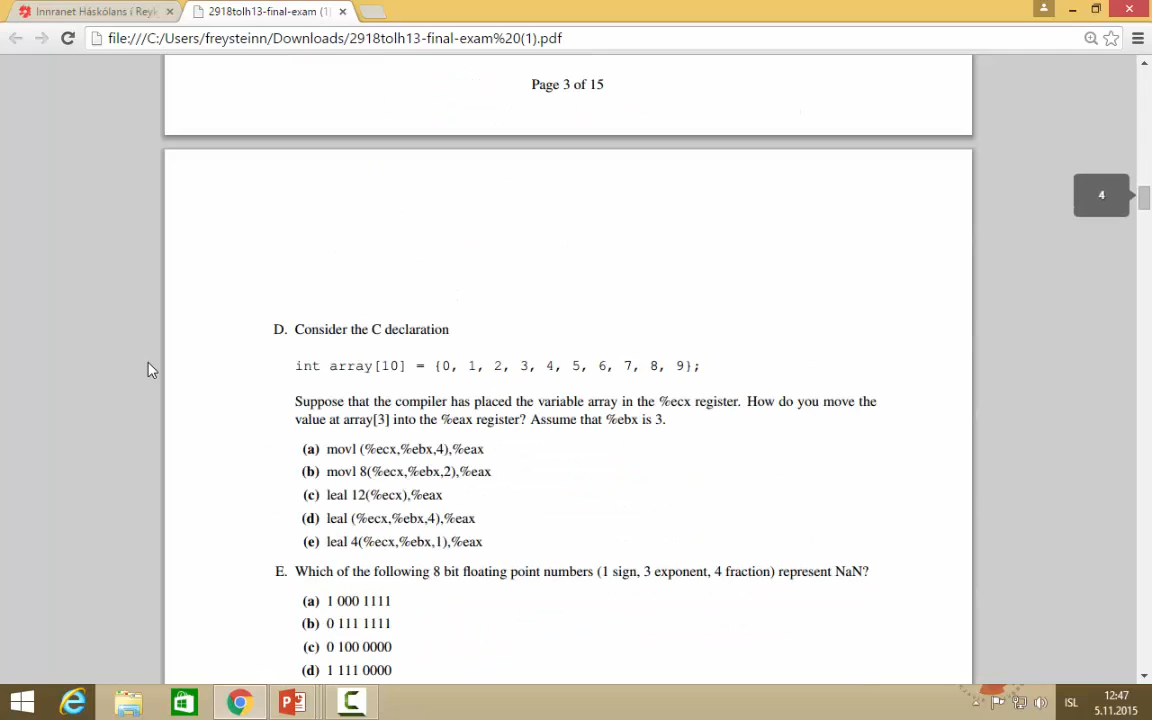 Innranet Háskólans í Reyk
2918tolh13-final-exam (1)
file:///C:/Users/freysteinn/Downloads/2918tolh13-final-exam%20(1).pdf
Page 3 of 15
4
D. Consider the C declaration
int array[10] = {0, 1, 2, 3, 4, 5, 6, 7, 8, 9};
Suppose that the compiler has placed the variable array in the %ecx register. How do you move the
value at array[3] into the %eax register? Assume that %ebx is 3.
(a) movl (%ecx,%ebx,4),%eax
(b) movl 8(%ecx,%ebx,2),%eax
(c) leal 12(%ecx),%eax
(d) leal (%ecx,%ebx,4),%eax
(e) leal 4(%ecx,%ebx,1),%eax
E. Which of the following 8 bit floating point numbers (1 sign, 3 exponent, 4 fraction) represent NaN?
(a) 1 000 1111
(b) 0 111 1111
(c) 0 100 0000
(d) 1 111 0000
ISL
12:47
5.11.2015